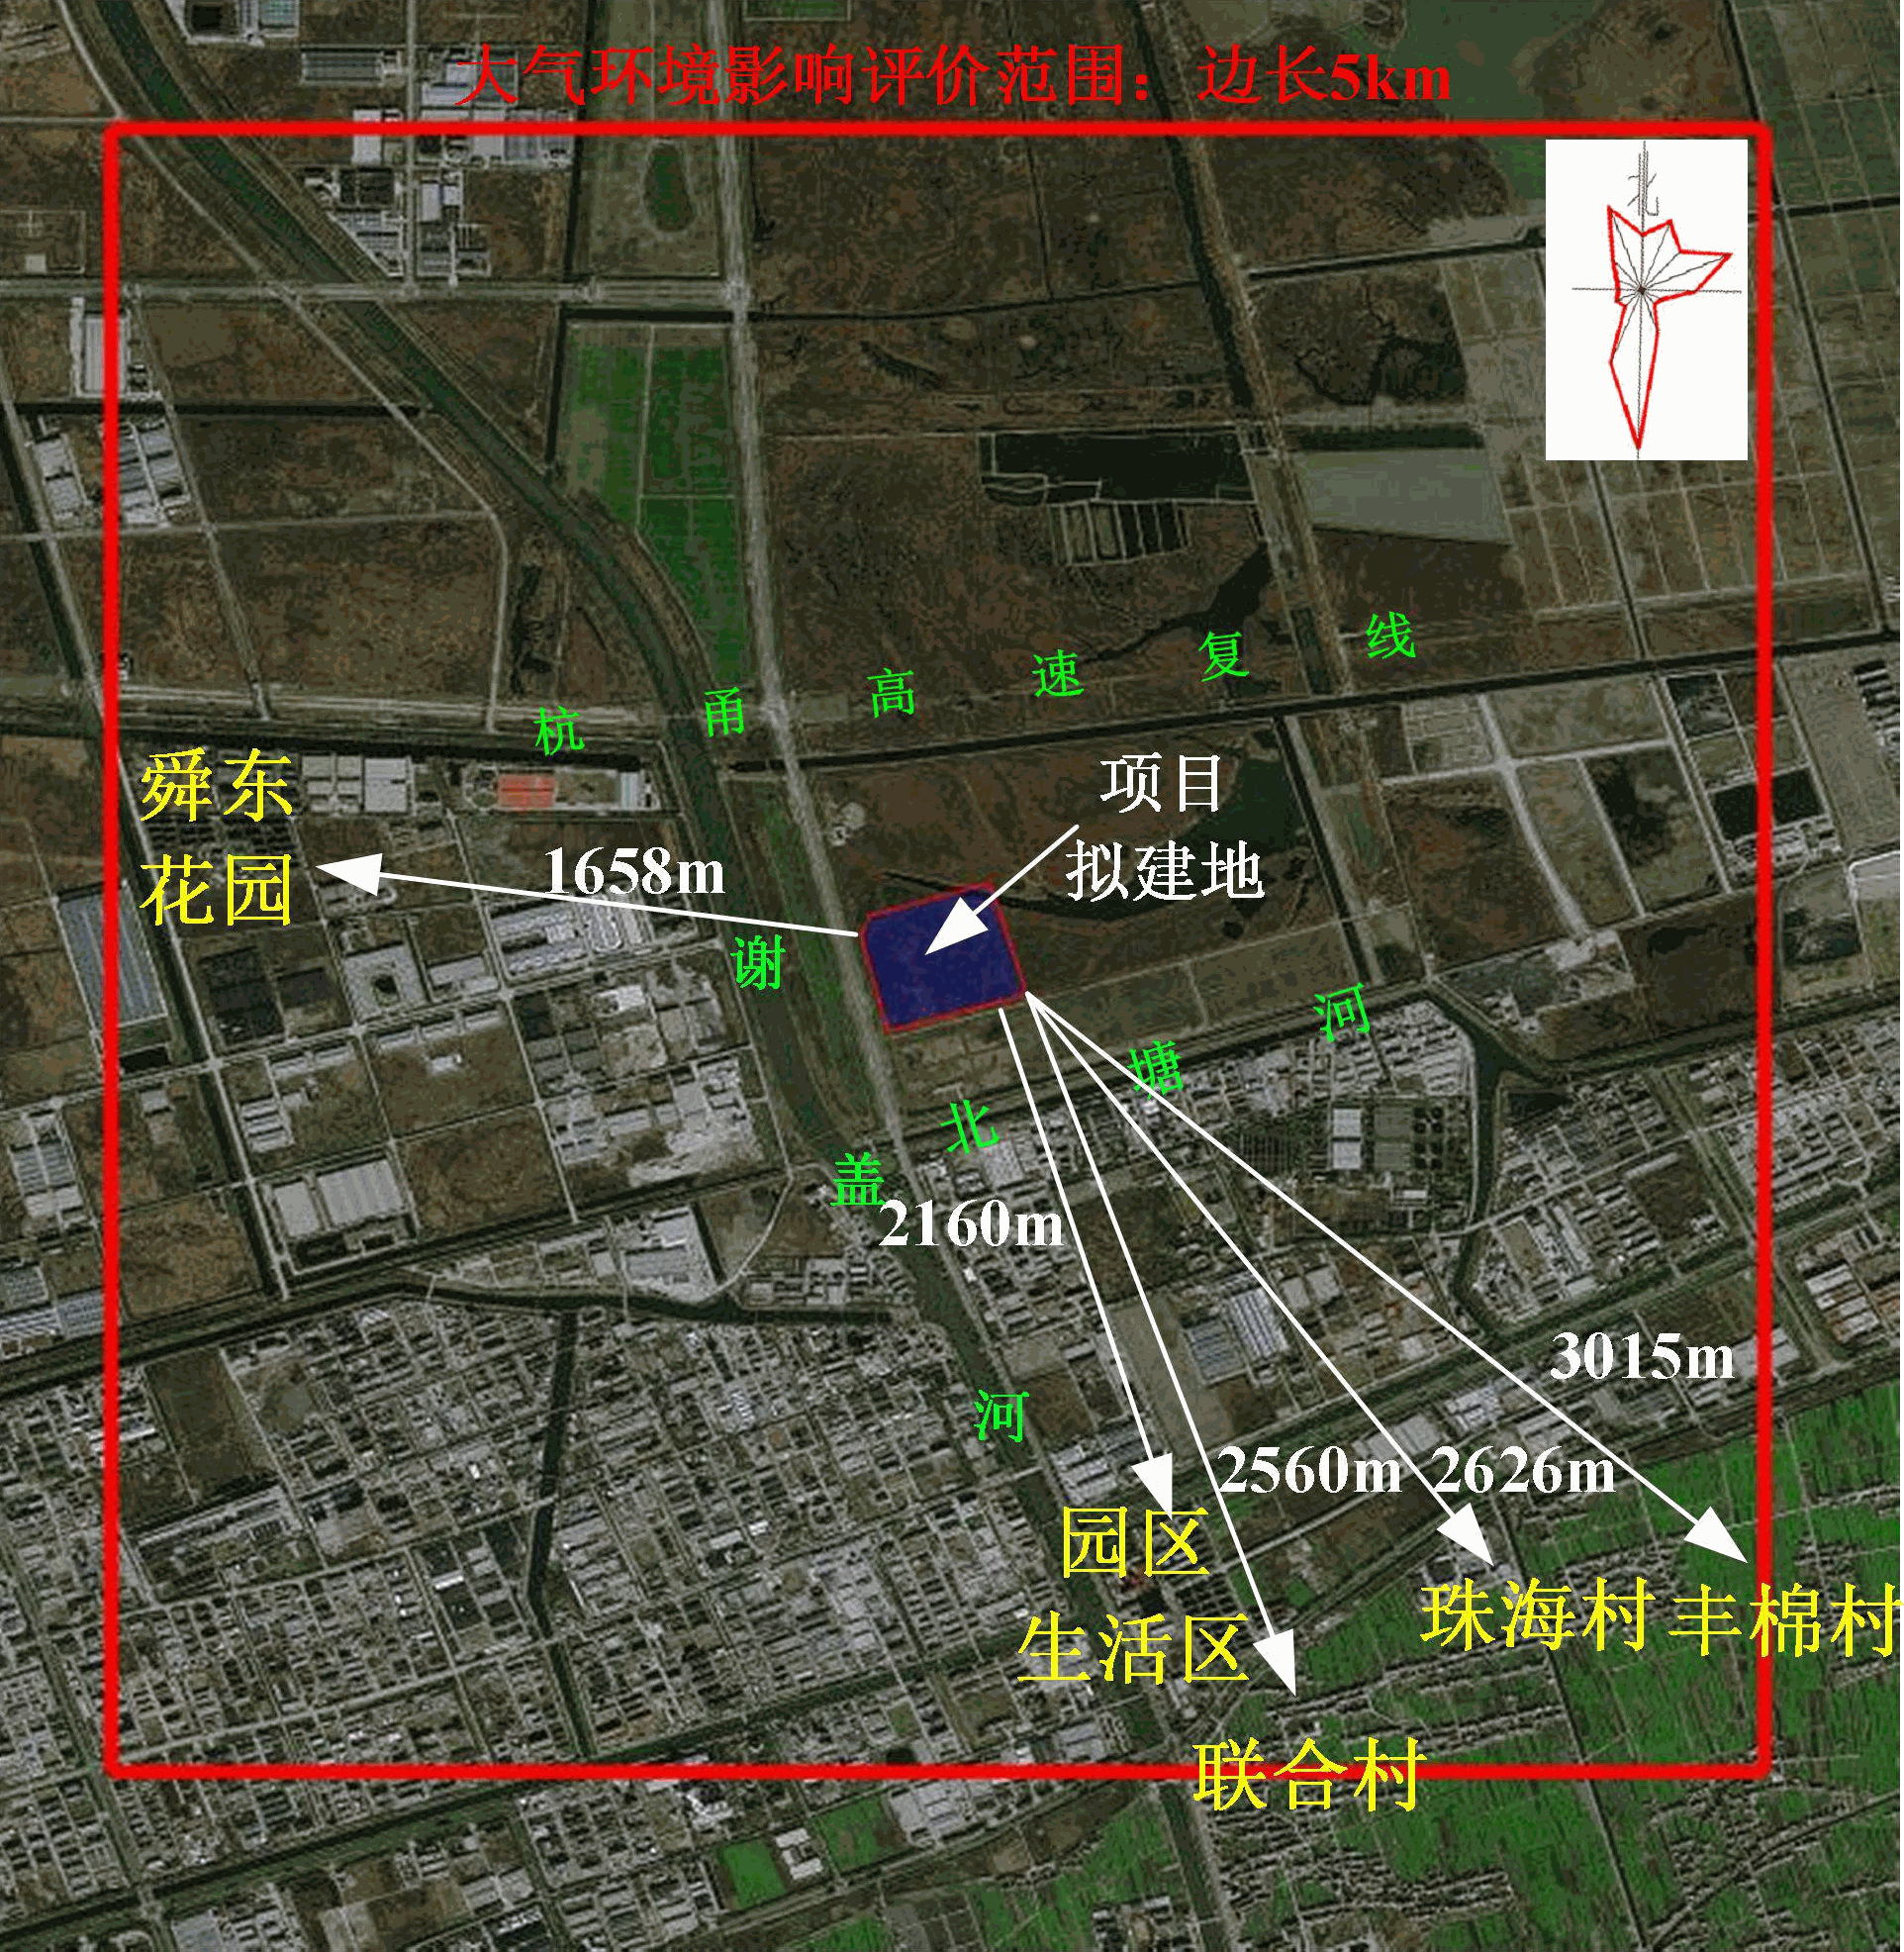 大气环境影响评价范围：边长5km
北
杭甬高速复线
舜东
花园
1658m
项目
拟建地
谢
盖
北塘河
2160m
河
3015m
2560m
2626m
园区
生活区
珠海村
丰棉村
联合村